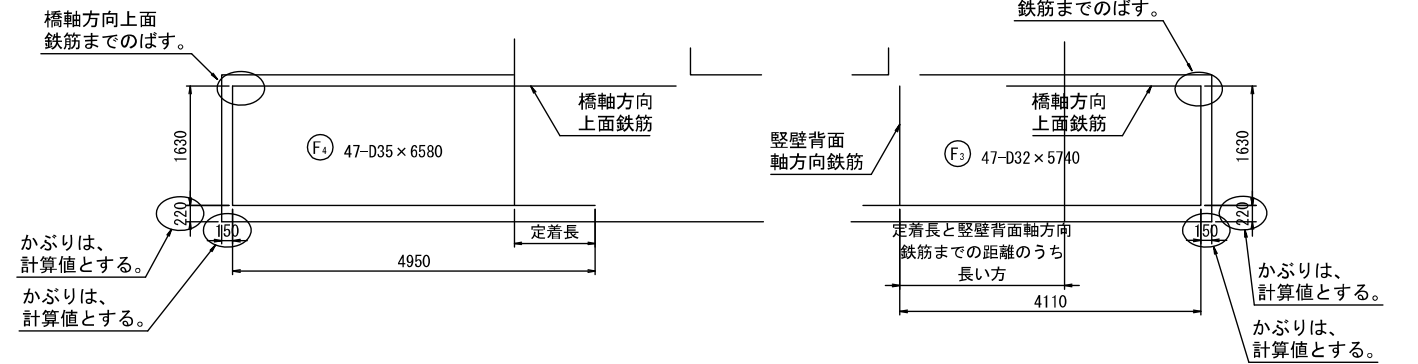 橋軸方向上面
鉄筋までのばす。
橋軸方向
上面鉄筋
1630
F4 47-D35×6580
220
150
定着長
4950
かぶりは、
計算値とする。
かぶりは、
計算値とする。
鉄筋までのばす。
橋軸方向
上面鉄筋
竪壁背面
軸方向鉄筋
F3 47-D32×5740
1630
220
150
定着長と竪壁背面軸方向
鉄筋までの距離のうち
長い方
4110
かぶりは、
計算値とする。
かぶりは、
計算値とする。